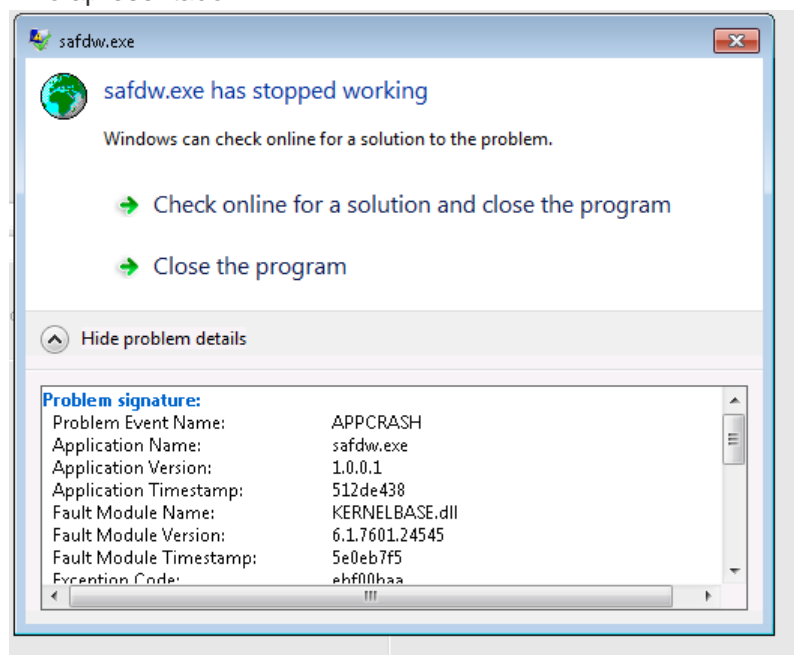 safdw.exe
safdw.exe has stopped working
Windows can check online for a solution to the problem.
Check online for a solution and close the program
Close the program
Hide problem details
Problem signature:
Problem Event Name: APPCRASH
Application Name: safdw.exe
Application Version: 1.0.0.1
Application Timestamp: 512de438
Fault Module Name: KERNELBASE.dll
Fault Module Version: 6.1.7601.24545
Fault Module Timestamp: 5e0eb7f5
Exception Code: ebf00baa